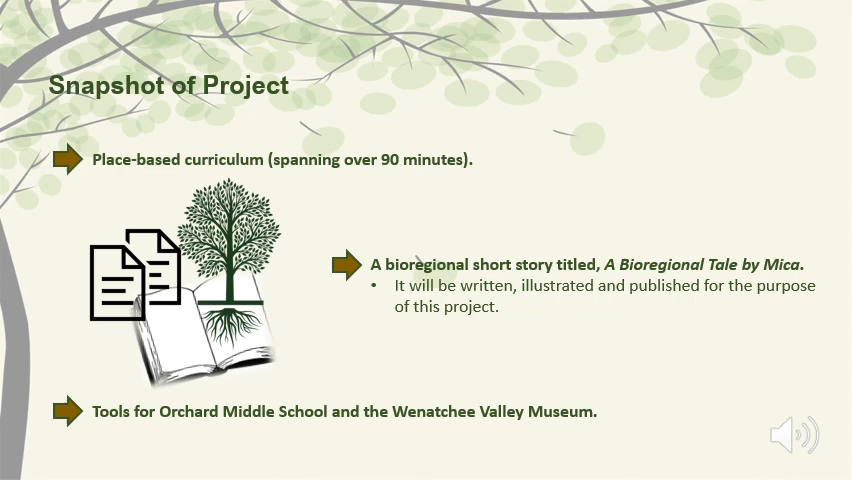 Snapshot of Project
Place-based curriculum (spanning over 90 minutes).
A bioregional short story titled, A Bioregional Tale by Mica.
• It will be written, illustrated and published for the purpose
of this project.
Tools for Orchard Middle School and the Wenatchee Valley Museum.